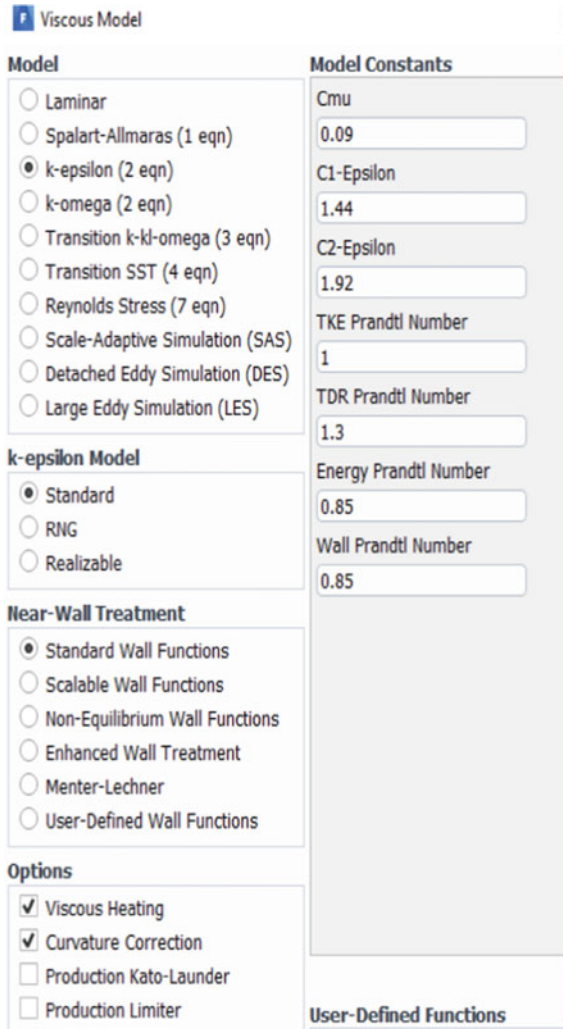 F Viscous Model
Model
Laminar
Spalart-Allmaras (1 eqn)
k-epsilon (2 eqn)
k-omega (2 eqn)
Transition k-kl-omega (3 eqn)
Transition SST (4 eqn)
Reynolds Stress (7 eqn)
Scale-Adaptive Simulation (SAS)
Detached Eddy Simulation (DES)
Large Eddy Simulation (LES)
k-epsilon Model
Standard
RNG
Realizable
Near-Wall Treatment
Standard Wall Functions
Scalable Wall Functions
Non-Equilibrium Wall Functions
Enhanced Wall Treatment
Menter-Lechner
User-Defined Wall Functions
Options
Viscous Heating
Curvature Correction
Production Kato-Launder
Production Limiter
Model Constants
Cmu
0.09
C1-Epsilon
1.44
C2-Epsilon
1.92
TKE Prandtl Number
1
TDR Prandtl Number
1.3
Energy Prandtl Number
0.85
Wall Prandtl Number
0.85
User-Defined Functions